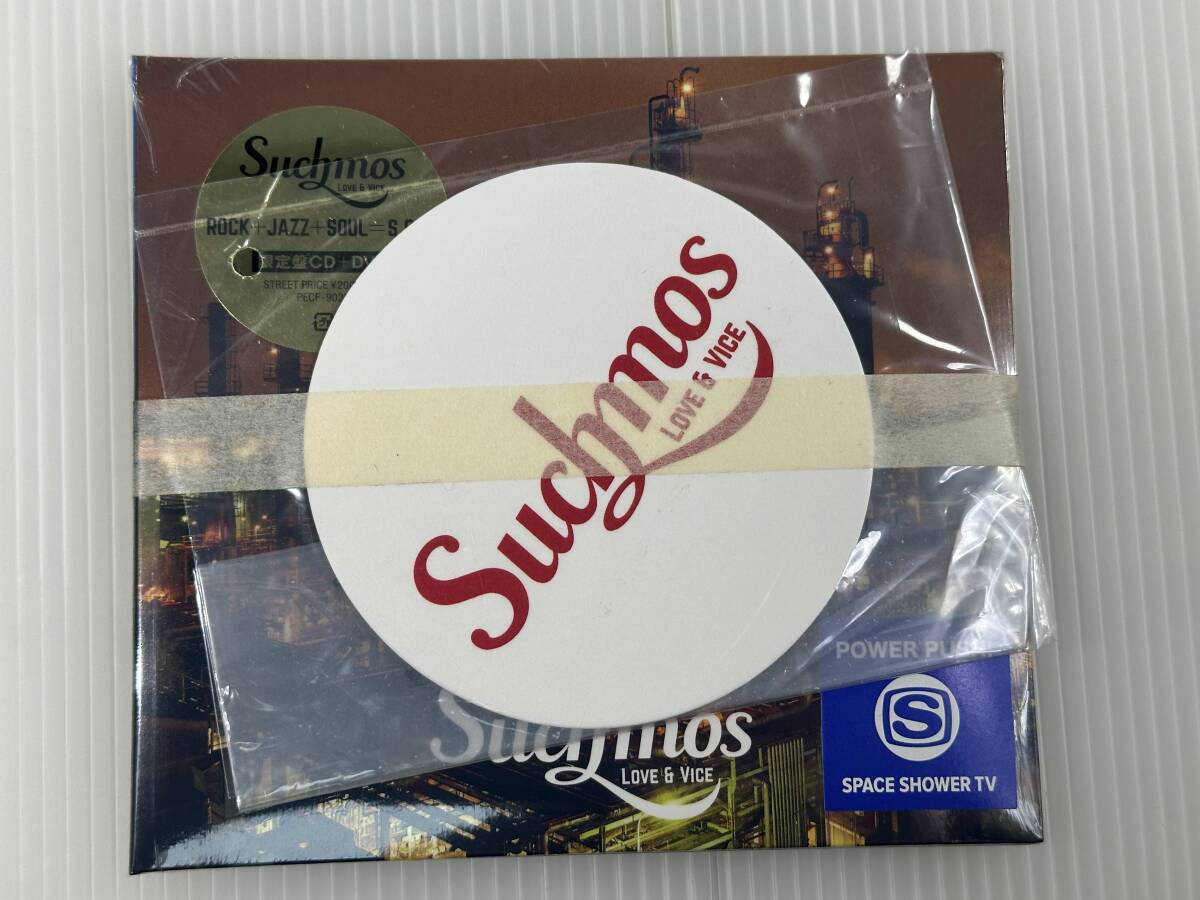 Suchmos
LOVE & VICE
ROCK+JAZZ+SOUL=S.
限定盤CD+DV
STREET PRICE ¥20
PECF-902
Suchmos
LOVE & VICE
POWER PUSH!
S
SPACE SHOWER TV
Suchmos
LOVE & VICE